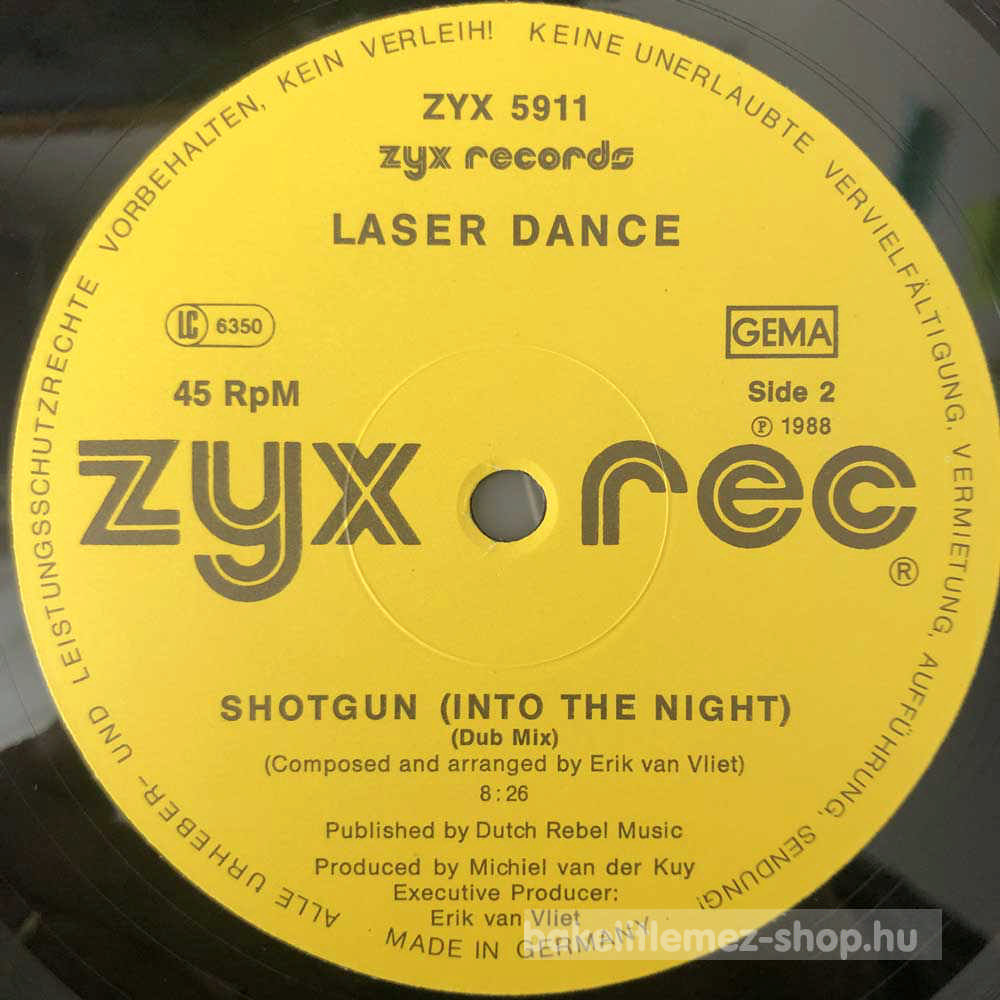 ALLE URHEBER- UND LEISTUNGSSCHUTZRECHTE VORBEHALTEN, KEIN VERLEIH! KEINE UNERLAUBTE VERVIELFÄLTIGUNG, VERMIETUNG, AUFFÜHRUNG, SENDUNG!
ZYX 5911
zyx records
LASER DANCE
LC 6350
GEMA
45 RpM
Side 2
℗ 1988
zyx rec
®
SHOTGUN (INTO THE NIGHT)
(Dub Mix)
(Composed and arranged by Erik van Vliet)
8:26
Published by Dutch Rebel Music
Produced by Michiel van der Kuy
Executive Producer:
Erik van Vliet
MADE IN GERMANY
bakelitlemez-shop.hu